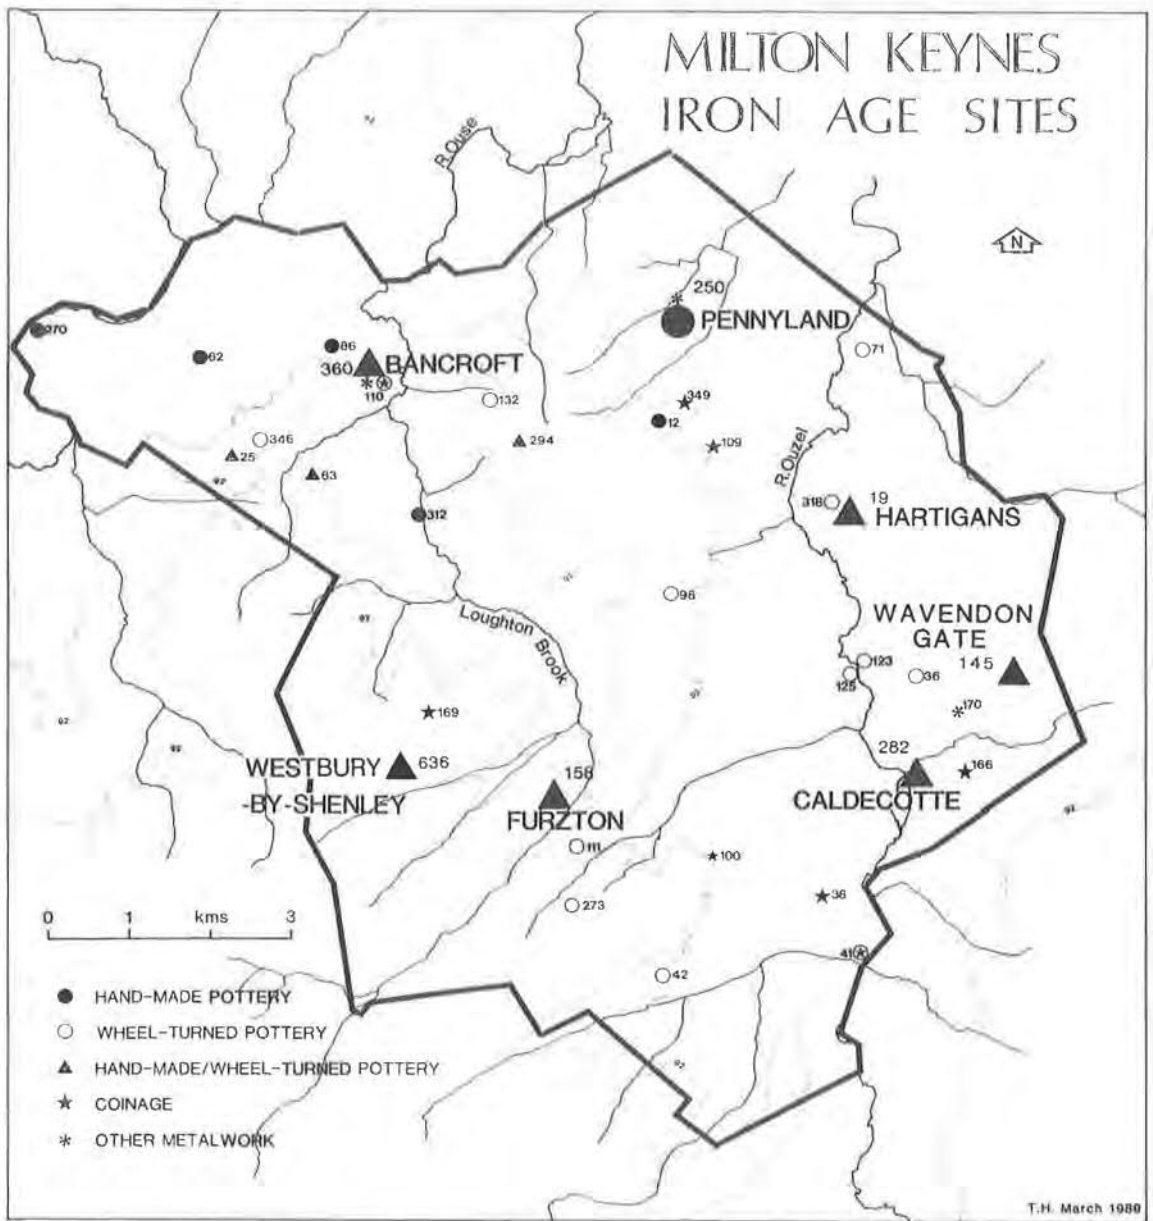 MILTON KEYNES
IRON AGE SITES
R.Ouse
N
250
PENNYLAND
270
62
86
360
BANCROFT
110
71
132
349
12
109
294
346
25
63
R.Ouzel
312
318
19
HARTIGANS
98
Loughton
Brook
WAVENDON
GATE
145
123
125
36
170
169
282
166
WESTBURY
636
-BY-SHENLEY
158
FURZTON
CALDECOTTE
111
100
36
273
41
42
0 1 kms 3
HAND-MADE POTTERY
WHEEL-TURNED POTTERY
HAND-MADE/WHEEL-TURNED POTTERY
COINAGE
OTHER METALWORK
T.H. March 1989